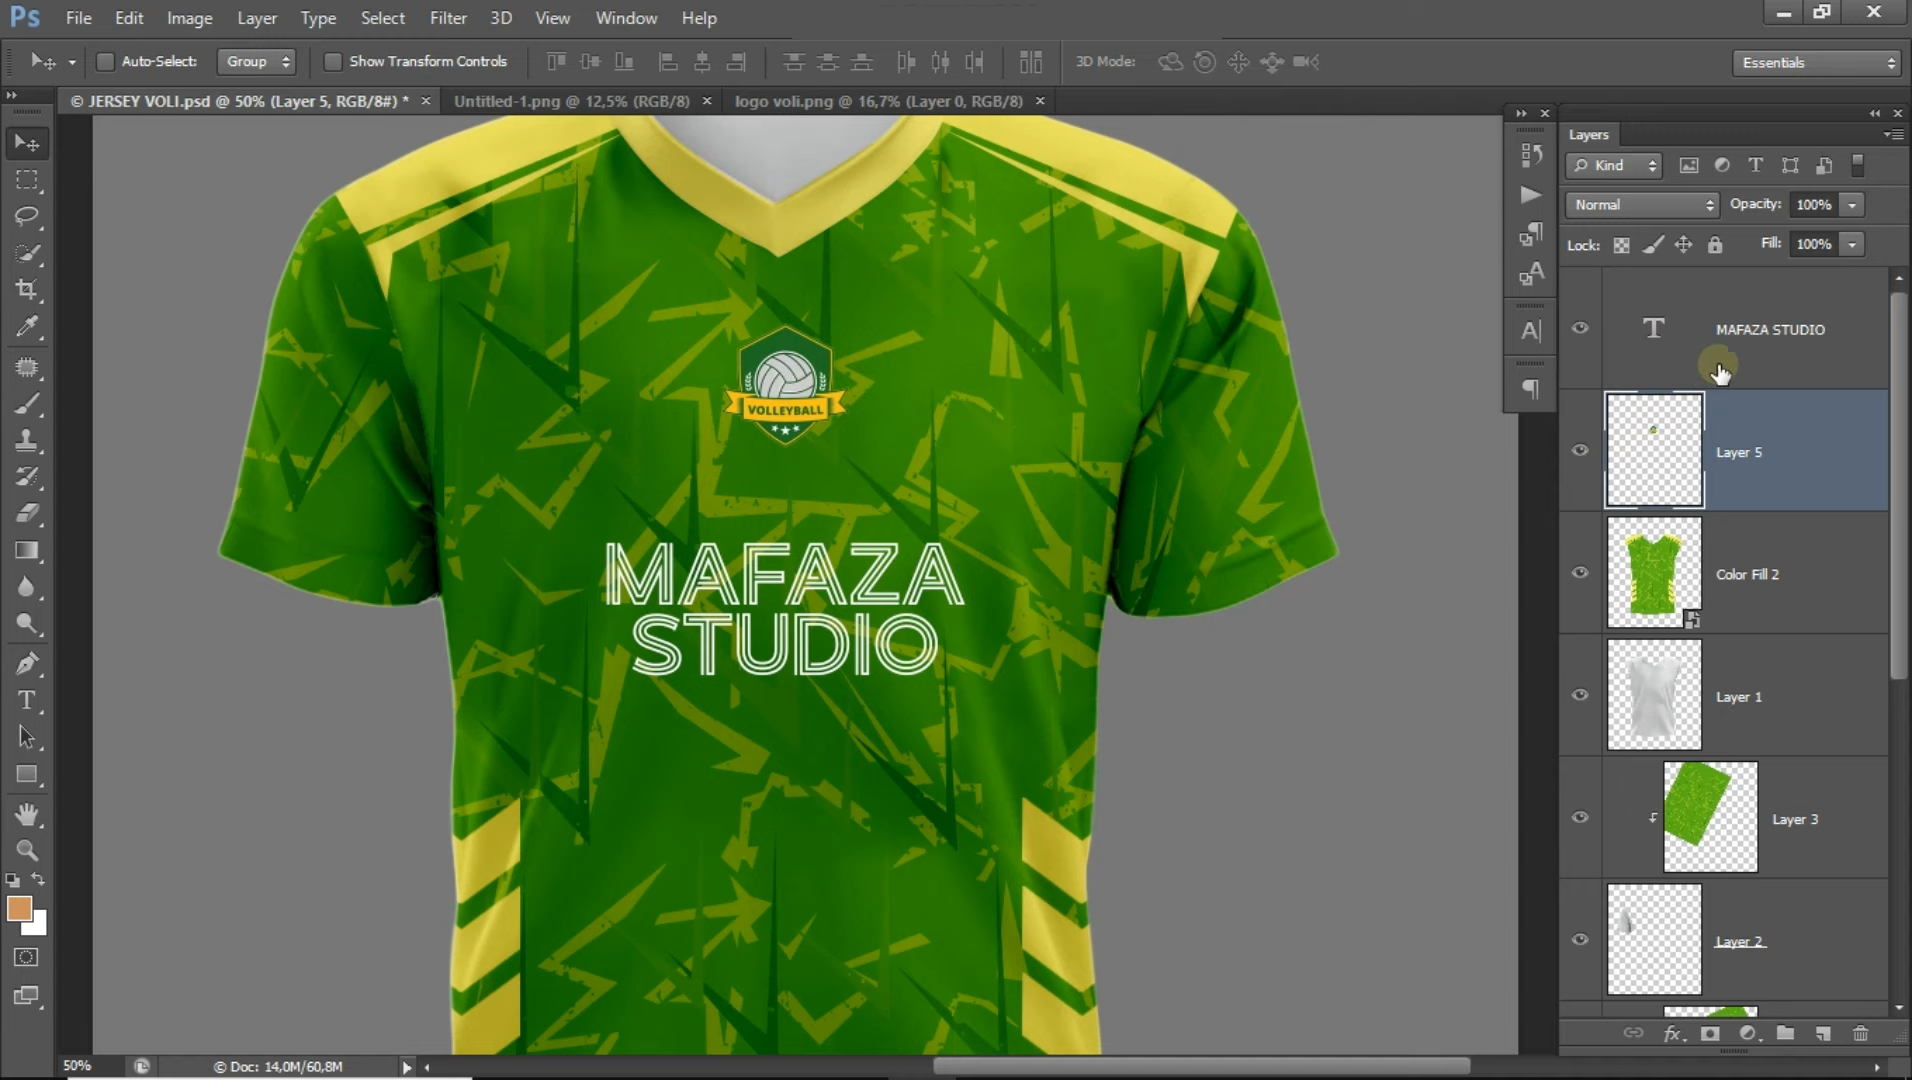 Ps File Edit Image Layer Type Select Filter 3D View Window Help
Auto-Select: Group Show Transform Controls 3D Mode: Essentials
© JERSEY VOLI.psd @ 50% (Layer 5, RGB/8#) * × Untitled-1.png @ 12,5% (RGB/8) × logo voli.png @ 16,7% (Layer 0, RGB/8) ×
Layers
Kind
Normal Opacity: 100%
Lock: Fill: 100%
MAFAZA STUDIO
Layer 5
Color Fill 2
Layer 1
Layer 3
Layer 2
VOLLEYBALL
MAFAZA
STUDIO
50% © Doc: 14,0M/60,8M